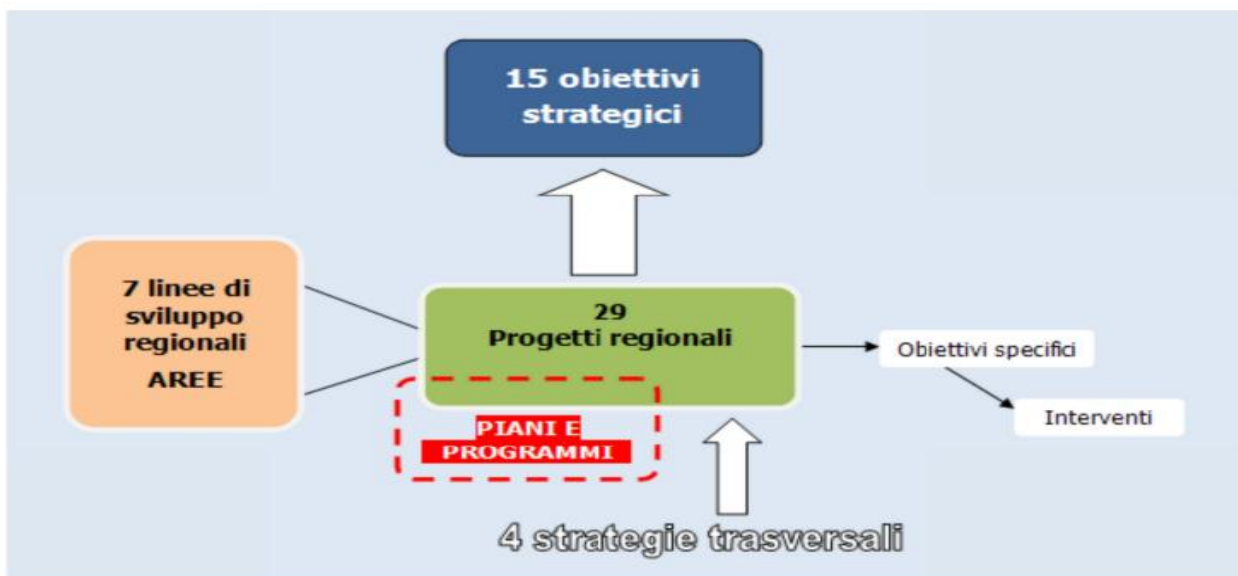 15 obiettivi
strategici
7 linee di
sviluppo
regionali
AREE
29
Progetti regionali
PIANI E
PROGRAMMI
Obiettivi specifici
Interventi
4 strategie trasversali